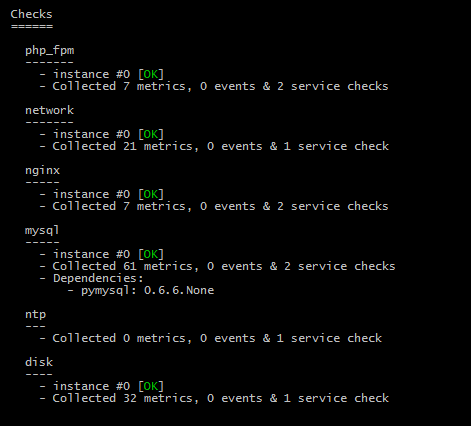 Checks
======
php_fpm
-------
- instance #0 [OK]
- Collected 7 metrics, 0 events & 2 service checks
network
-------
- instance #0 [OK]
- Collected 21 metrics, 0 events & 1 service check
nginx
-----
- instance #0 [OK]
- Collected 7 metrics, 0 events & 2 service checks
mysql
-----
- instance #0 [OK]
- Collected 61 metrics, 0 events & 2 service checks
- Dependencies:
- pymysql: 0.6.6.None
ntp
---
- Collected 0 metrics, 0 events & 1 service check
disk
----
- instance #0 [OK]
- Collected 32 metrics, 0 events & 1 service check